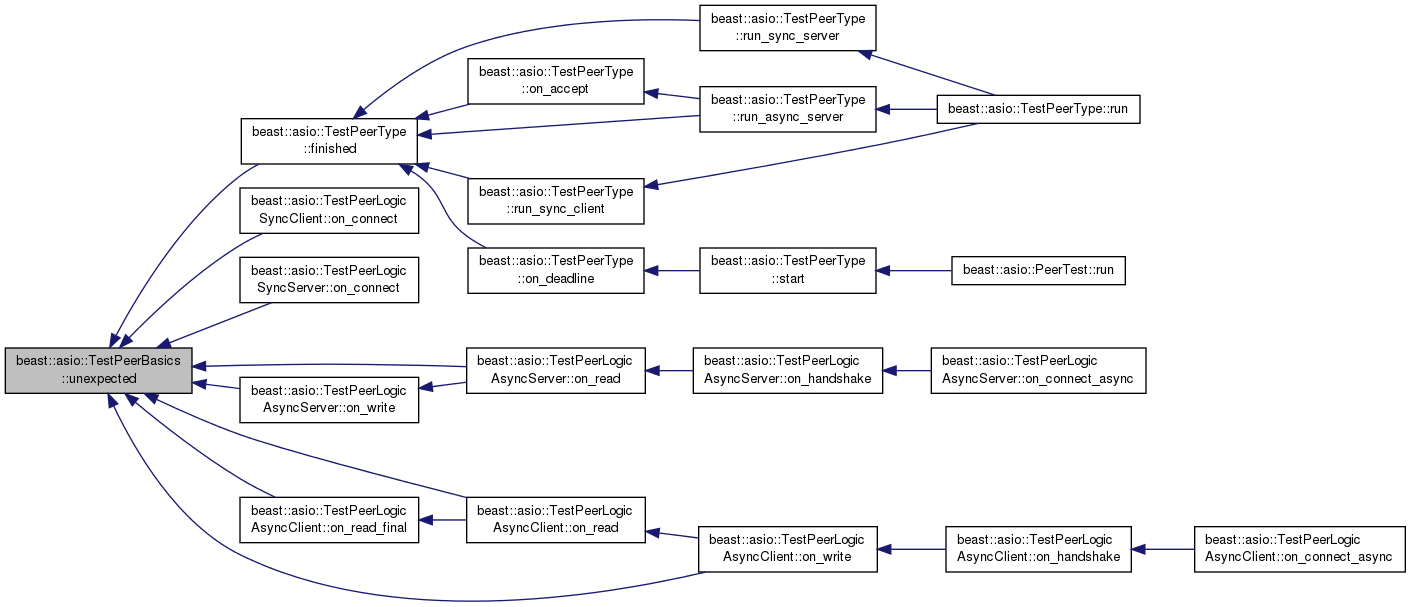 beast::asio::TestPeerType
::run_sync_server
beast::asio::TestPeerType
::on_accept
beast::asio::TestPeerType
::run_async_server
beast::asio::TestPeerType::run
beast::asio::TestPeerType
::finished
beast::asio::TestPeerType
::run_sync_client
beast::asio::TestPeerLogic
SyncClient::on_connect
beast::asio::TestPeerType
::on_deadline
beast::asio::TestPeerType
::start
beast::asio::PeerTest::run
beast::asio::TestPeerLogic
SyncServer::on_connect
beast::asio::TestPeerBasics
::unexpected
beast::asio::TestPeerLogic
AsyncServer::on_read
beast::asio::TestPeerLogic
AsyncServer::on_handshake
beast::asio::TestPeerLogic
AsyncServer::on_connect_async
beast::asio::TestPeerLogic
AsyncServer::on_write
beast::asio::TestPeerLogic
AsyncClient::on_read_final
beast::asio::TestPeerLogic
AsyncClient::on_read
beast::asio::TestPeerLogic
AsyncClient::on_write
beast::asio::TestPeerLogic
AsyncClient::on_handshake
beast::asio::TestPeerLogic
AsyncClient::on_connect_async